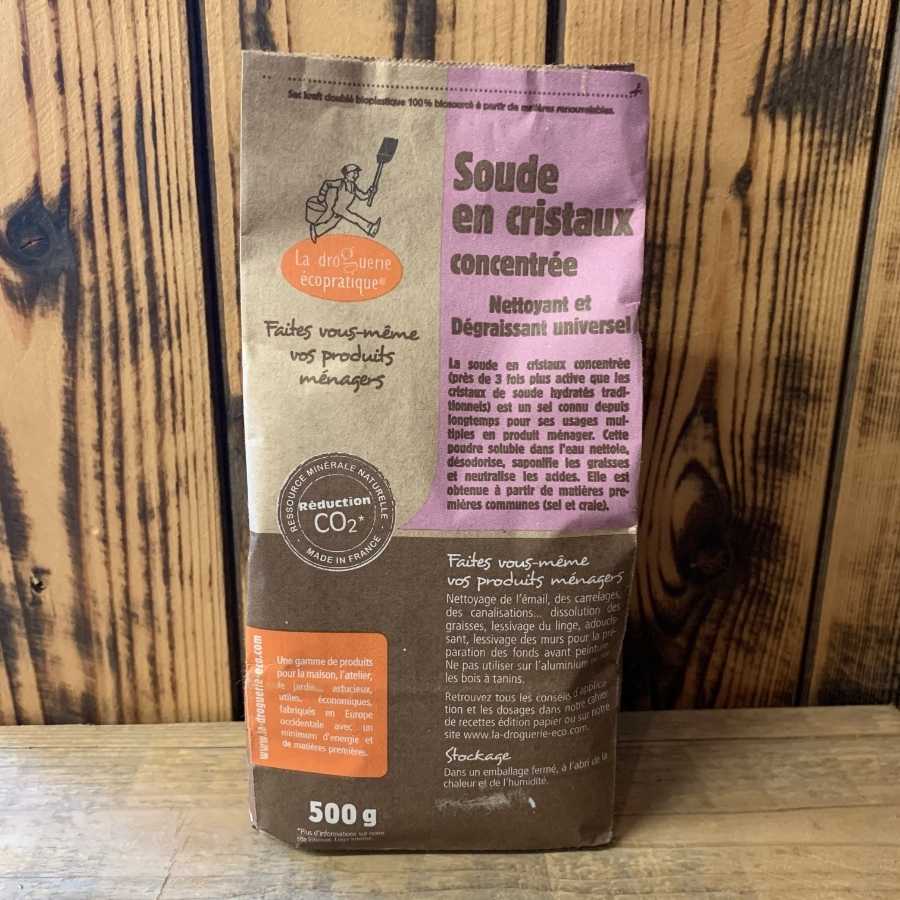 Sac kraft doublé bioplastique 100% biosourcé à partir de matières renouvelables.
La droguerie
écopratique®
Faites vous-même
vos produits
ménagers
RESSOURCE MINÉRALE NATURELLE
Réduction
CO2*
MADE IN FRANCE
Soude
en cristaux
concentrée
Nettoyant et
Dégraissant universel
La soude en cristaux concentrée
(près de 3 fois plus active que les
cristaux de soude hydratés tradi-
tionnels) est un sel connu depuis
longtemps pour ses usages mul-
tiples en produit ménager. Cette
poudre soluble dans l'eau nettoie,
désodorise, saponifie les graisses
et neutralise les acides. Elle est
obtenue à partir de matières pre-
mières communes (sel et craie).
Faites vous-même
vos produits ménagers
Nettoyage de l'émail, des carrelages,
des canalisations... dissolution des
graisses, lessivage du linge, adoucis-
sant, lessivage des murs pour la pré-
paration des fonds avant peinture.
Ne pas utiliser sur l'aluminium
les bois à tanins.
Retrouvez tous les conseils d'applica-
tion et les dosages dans notre cahier
de recettes édition papier ou sur notre
site www.la-droguerie-eco.com.
Stockage
Dans un emballage fermé, à l'abri de la
chaleur et de l'humidité.
www.la-droguerie-eco.com
Une gamme de produits
pour la maison, l'atelier,
le jardin... astucieux,
utiles, économiques,
fabriqués en Europe
occidentale avec un
minimum d'énergie et
de matières premières.
500 g
*Plus d'informations sur notre
site Internet.